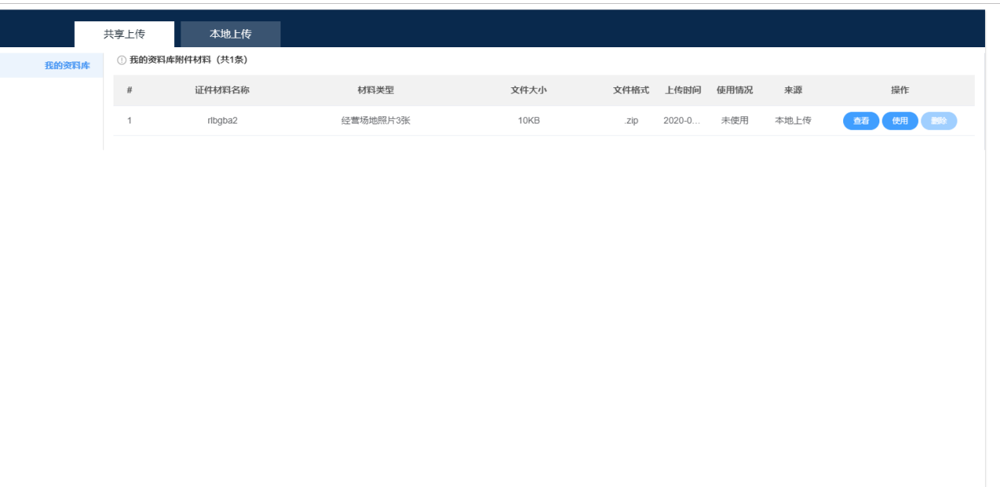 共享上传 本地上传
我的资料库
我的资料库附件材料（共1条）
# 证件材料名称 材料类型 文件大小 文件格式 上传时间 使用情况 来源 操作
1 rlbgba2 经营场地照片3张 10KB .zip 2020-0... 未使用 本地上传 查看 使用 删除